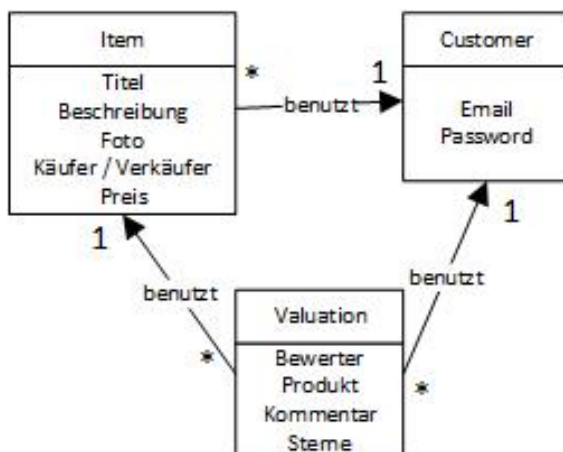 Item
Titel
Beschreibung
Foto
Käufer / Verkäufer
Preis
*
benutzt
1
Customer
Email
Password
1
benutzt
*
1
benutzt
*
Valuation
Bewerter
Produkt
Kommentar
Sterne